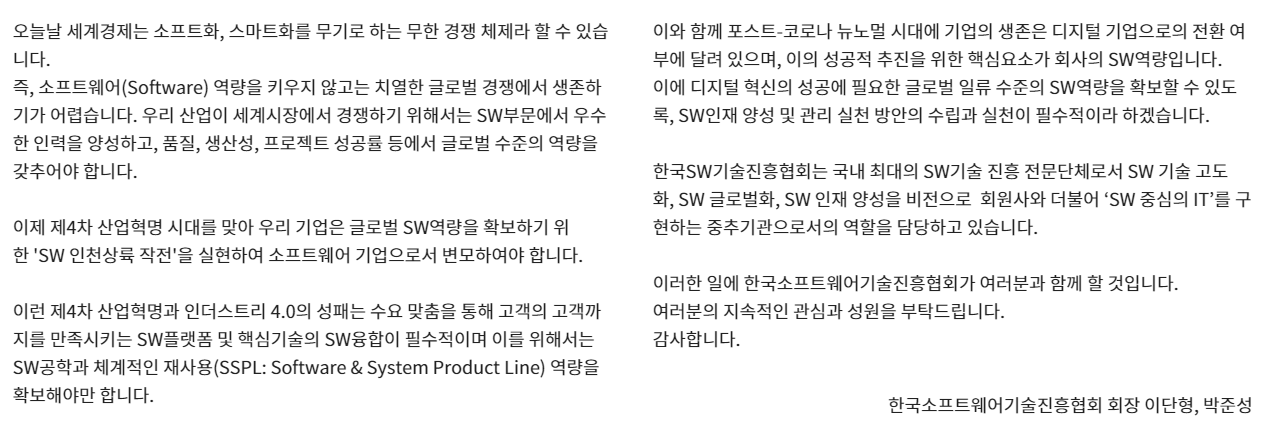 오늘날 세계경제는 소프트화, 스마트화를 무기로 하는 무한 경쟁 체제라 할 수 있습
니다.
즉, 소프트웨어(Software) 역량을 키우지 않고는 치열한 글로벌 경쟁에서 생존하
기가 어렵습니다. 우리 산업이 세계시장에서 경쟁하기 위해서는 SW부문에서 우수
한 인력을 양성하고, 품질, 생산성, 프로젝트 성공률 등에서 글로벌 수준의 역량을
갖추어야 합니다.
이제 제4차 산업혁명 시대를 맞아 우리 기업은 글로벌 SW역량을 확보하기 위
한 'SW 인천상륙 작전'을 실현하여 소프트웨어 기업으로서 변모하여야 합니다.
이런 제4차 산업혁명과 인더스트리 4.0의 성패는 수요 맞춤을 통해 고객의 고객까
지를 만족시키는 SW플랫폼 및 핵심기술의 SW융합이 필수적이며 이를 위해서는
SW공학과 체계적인 재사용(SSPL: Software & System Product Line) 역량을
확보해야만 합니다.
이와 함께 포스트-코로나 뉴노멀 시대에 기업의 생존은 디지털 기업으로의 전환 여
부에 달려 있으며, 이의 성공적 추진을 위한 핵심요소가 회사의 SW역량입니다.
이에 디지털 혁신의 성공에 필요한 글로벌 일류 수준의 SW역량을 확보할 수 있도
록, SW인재 양성 및 관리 실천 방안의 수립과 실천이 필수적이라 하겠습니다.
한국SW기술진흥협회는 국내 최대의 SW기술 진흥 전문단체로서 SW 기술 고도
화, SW 글로벌화, SW 인재 양성을 비전으로  회원사와 더불어 ‘SW 중심의 IT’를 구
현하는 중추기관으로서의 역할을 담당하고 있습니다.
이러한 일에 한국소프트웨어기술진흥협회가 여러분과 함께 할 것입니다.
여러분의 지속적인 관심과 성원을 부탁드립니다.
감사합니다.
한국소프트웨어기술진흥협회 회장 이단형, 박준성